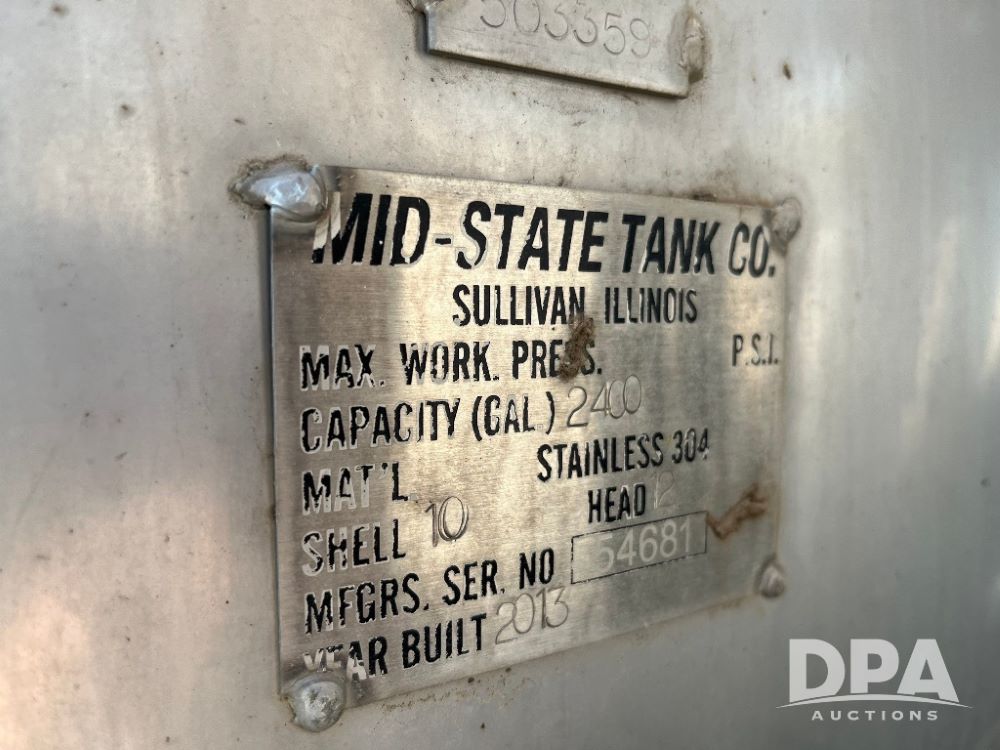 503359
MID-STATE TANK CO.
SULLIVAN, ILLINOIS
MAX. WORK. PRESS. P.S.I.
CAPACITY (GAL.) 2400
MAT'L. STAINLESS 304
SHELL 10 HEAD 12
MFGRS. SER. NO 54681
YEAR BUILT 2013
DPA
AUCTIONS